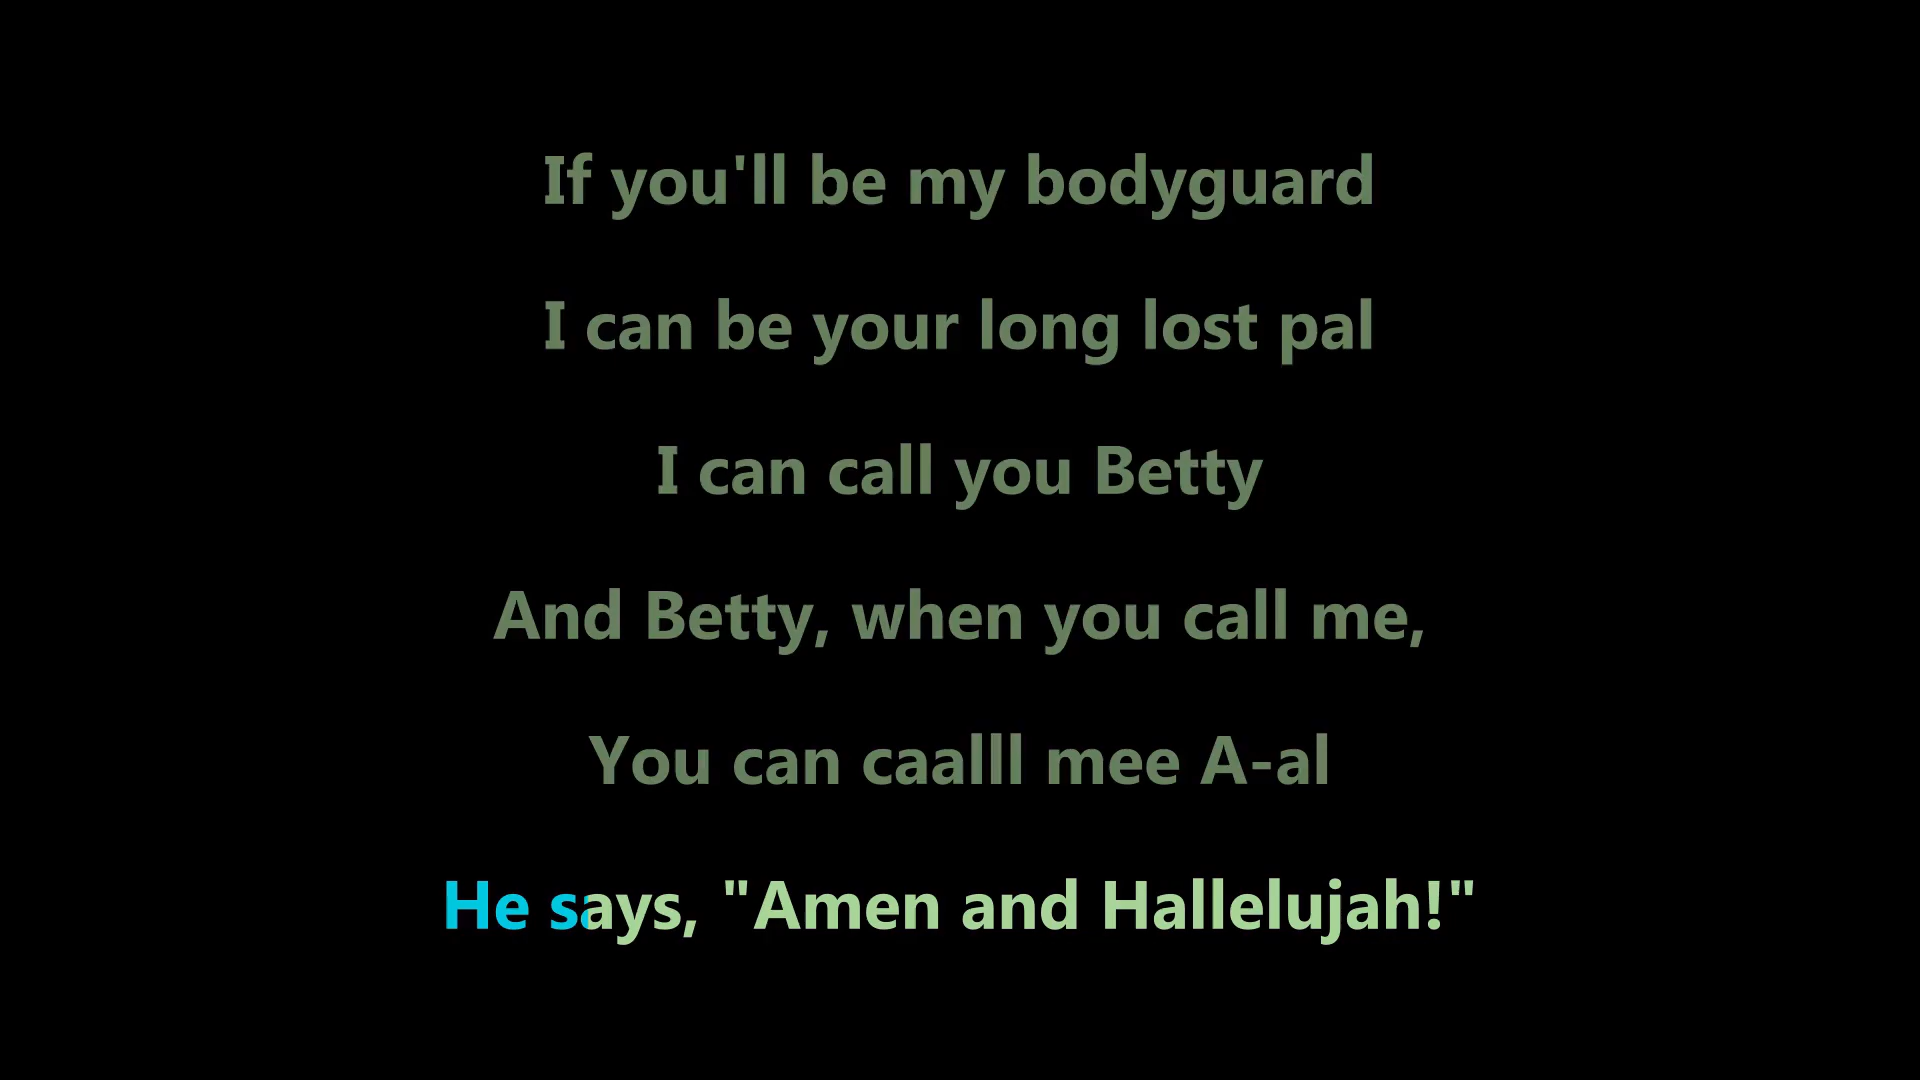 If you'll be my bodyguard
I can be your long lost pal
I can call you Betty
And Betty, when you call me,
You can caalll mee A-al
He says, "Amen and Hallelujah!"